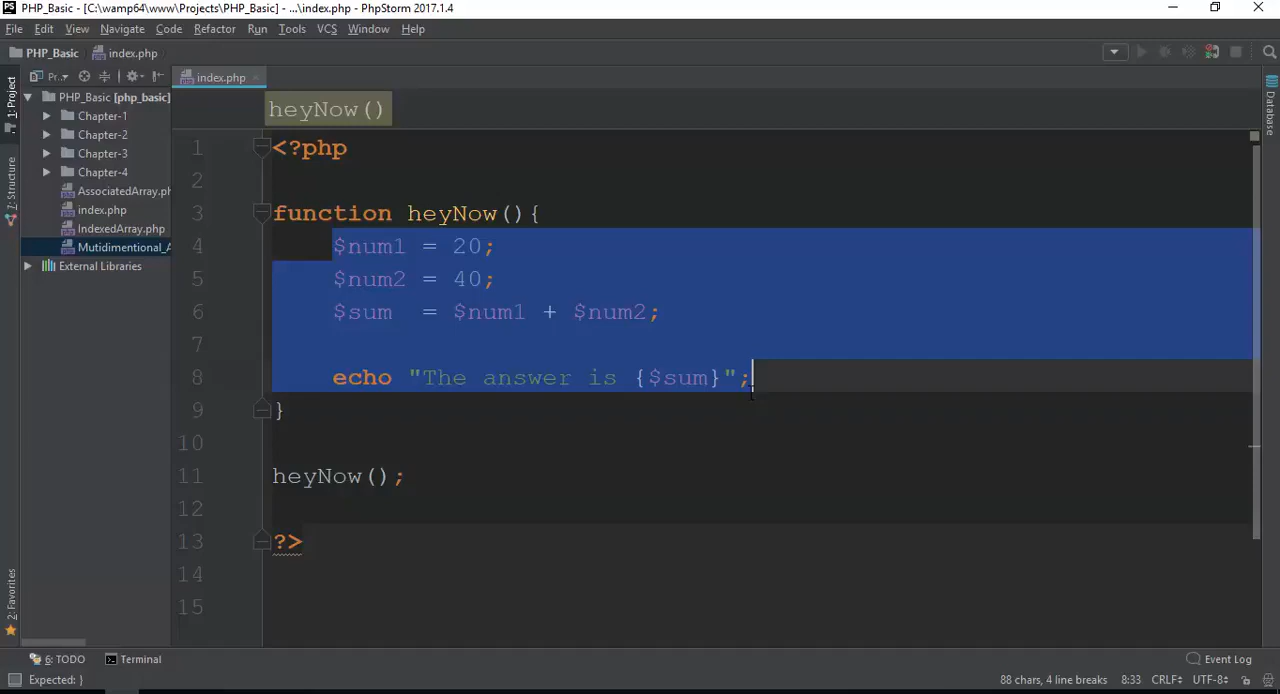 PHP_Basic - [C:\wamp64\www\Projects\PHP_Basic] - ...\index.php - PhpStorm 2017.1.4
File Edit View Navigate Code Refactor Run Tools VCS Window Help
PHP_Basic index.php
1: Project
Pr..
index.php
PHP_Basic [php_basic]
Chapter-1
Chapter-2
Chapter-3
Chapter-4
AssociatedArray.ph
index.php
IndexedArray.php
Mutidimentional_A
External Libraries
7: Structure
2: Favorites
Database
heyNow()
1 <?php
2
3 function heyNow(){
4 $num1 = 20;
5 $num2 = 40;
6 $sum = $num1 + $num2;
7
8 echo "The answer is {$sum}";
9 }
10
11 heyNow();
12
13 ?>
14
15
6: TODO Terminal Event Log
Expected: } 88 chars, 4 line breaks 8:33 CRLF UTF-8